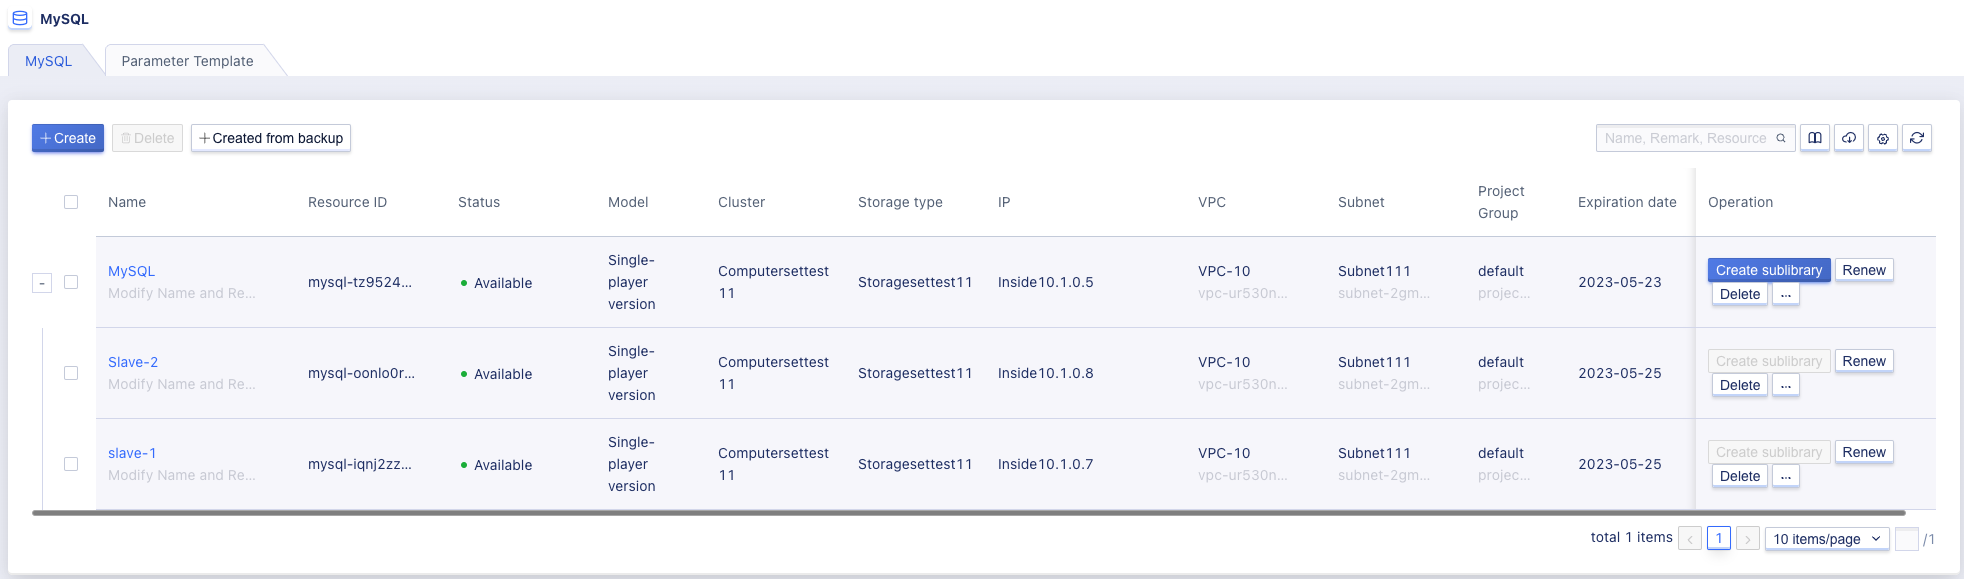 MySQL
MySQL
Parameter Template
Create
Delete
Created from backup
Name, Remark, Resource
Name
Resource ID
Status
Model
Cluster
Storage type
IP
VPC
Subnet
Project
Group
Expiration date
Operation
MySQL
Modify Name and Re...
mysql-tz9524...
Available
Single-
player
version
Computersettest
11
Storagesettest11
Inside10.1.0.5
VPC-10
vpc-ur530n...
Subnet111
subnet-2gm...
default
projec...
2023-05-23
Create sublibrary
Renew
Delete
...
Slave-2
Modify Name and Re...
mysql-oonlo0r...
Available
Single-
player
version
Computersettest
11
Storagesettest11
Inside10.1.0.8
VPC-10
vpc-ur530n...
Subnet111
subnet-2gm...
default
projec...
2023-05-25
Create sublibrary
Renew
Delete
...
slave-1
Modify Name and Re...
mysql-iqnj2zz...
Available
Single-
player
version
Computersettest
11
Storagesettest11
Inside10.1.0.7
VPC-10
vpc-ur530n...
Subnet111
subnet-2gm...
default
projec...
2023-05-25
Create sublibrary
Renew
Delete
...
total 1 items
1
10 items/page
/1